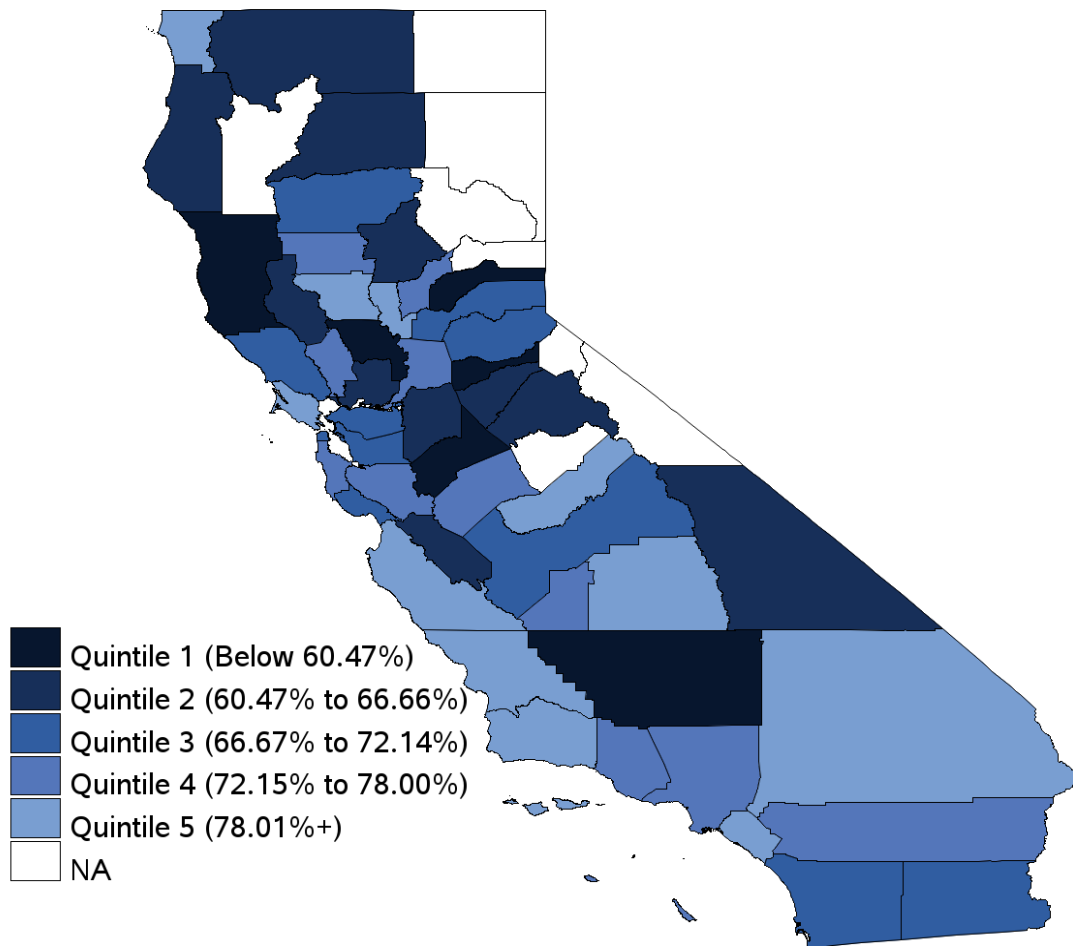 Quintile 1 (Below 60.47%)
Quintile 2 (60.47% to 66.66%)
Quintile 3 (66.67% to 72.14%)
Quintile 4 (72.15% to 78.00%)
Quintile 5 (78.01%+)
NA